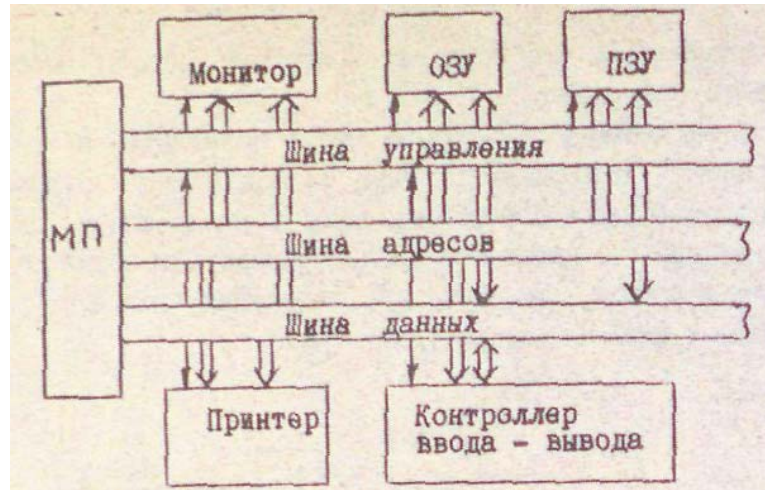 Монитор
ОЗУ
ПЗУ
Шина управления
МП
Шина адресов
Шина данных
Принтер
Контроллер
ввода - вывода